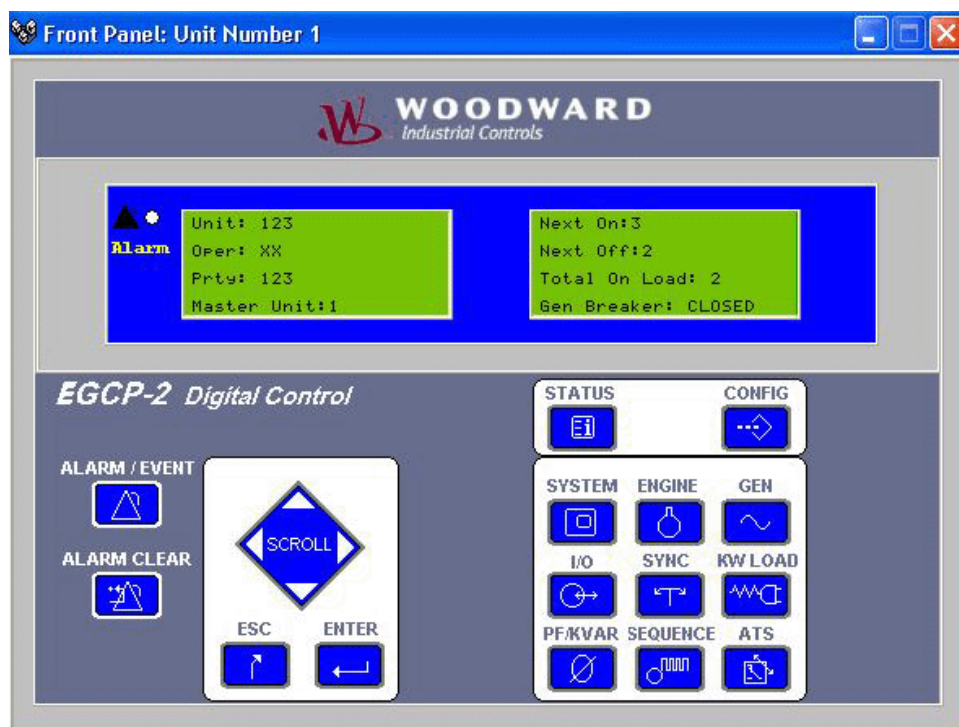 Front Panel: Unit Number 1
WOODWARD
Industrial Controls
Alarm
Unit: 123
Oper: XX
Prty: 123
Master Unit:1
Next On:3
Next Off:2
Total On Load: 2
Gen Breaker: CLOSED
EGCP-2 Digital Control
STATUS
CONFIG
ALARM / EVENT
ALARM CLEAR
SCROLL
ESC
ENTER
SYSTEM
ENGINE
GEN
I/O
SYNC
KW LOAD
PF/KVAR
SEQUENCE
ATS